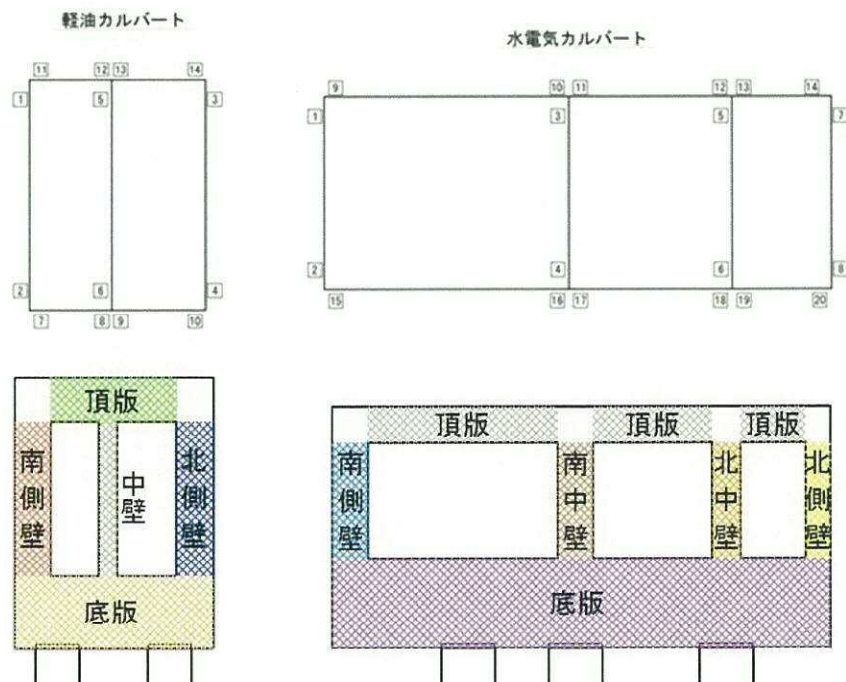 軽油カルバート
水電気カルバート
11 12 13 14
1 5 3
2 6 4
7 8 9 10
9 10 11 12 13 14
1 3 5 7
2 4 6 8
15 16 17 18 19 20
頂版
南側壁
中壁
北側壁
底版
頂版 頂版 頂版
南側壁
南中壁
北中壁
北側壁
底版